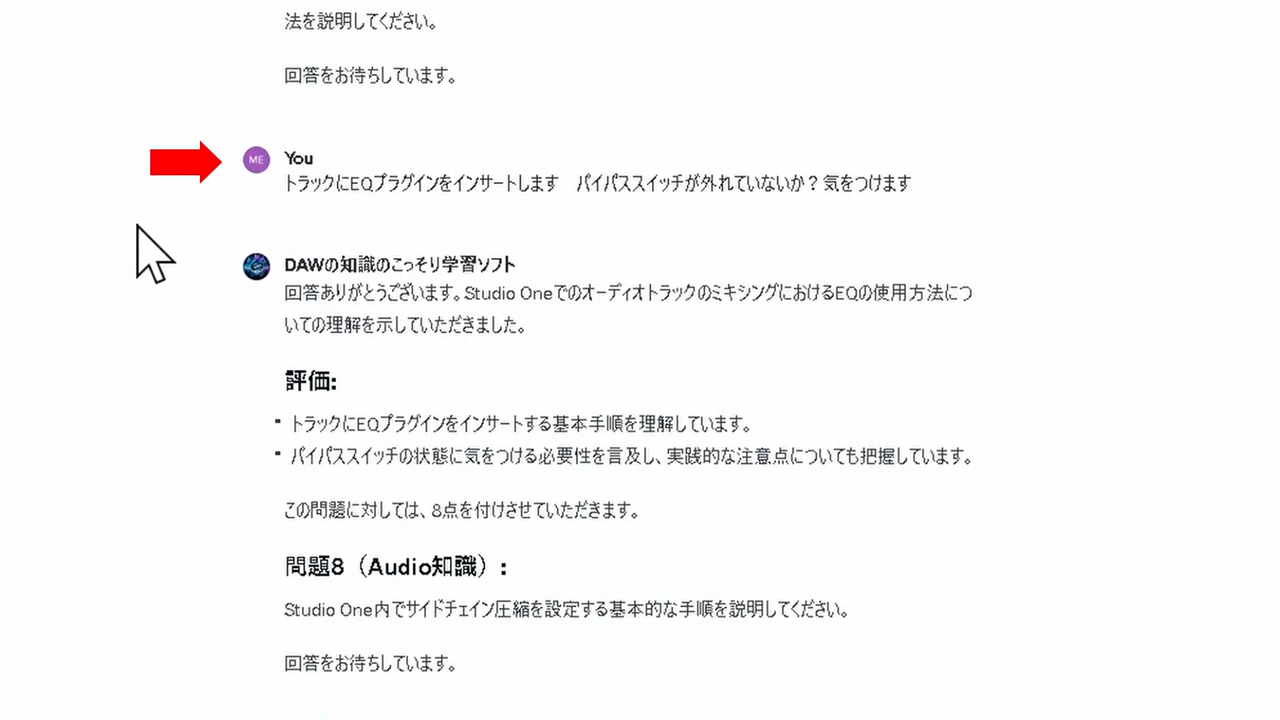 法を説明してください。
回答をお待ちしています。
ME
You
トラックにEQプラグインをインサートします　バイパススイッチが外れていないか？気をつけます
DAWの知識のこっそり学習ソフト
回答ありがとうございます。Studio Oneでのオーディオトラックのミキシングにおけるこの使用方法につ
いての理解を示していただきました。
評価:
▪ トラックにEQプラグインをインサートする基本手順を理解しています。
▪ バイパススイッチの状態に気をつける必要性を言及し、実践的な注意点についても把握しています。
この問題に対しては、8点を付けさせていただきます。
問題8（Audio知識）:
Studio One内でサイドチェイン圧縮を設定する基本的な手順を説明してください。
回答をお待ちしています。